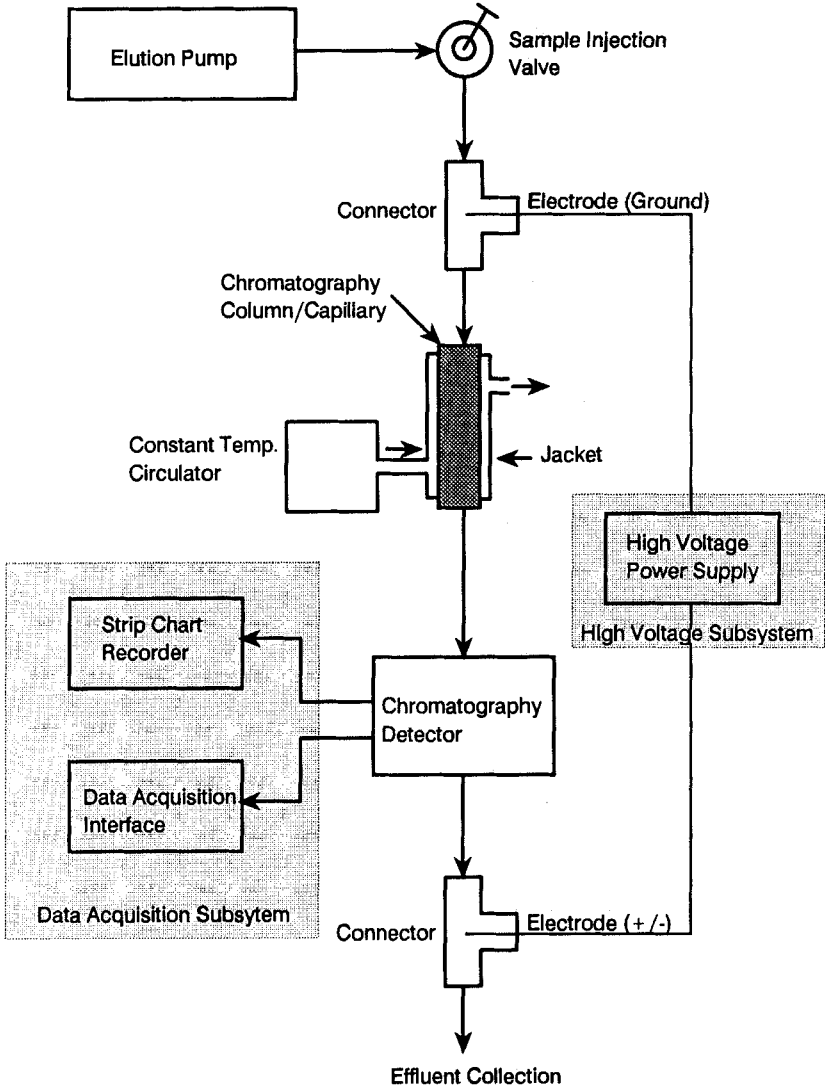 Elution Pump
Sample Injection
Valve
Connector
Electrode (Ground)
Chromatography
Column/Capillary
Constant Temp.
Circulator
Jacket
High Voltage
Power Supply
High Voltage Subsystem
Strip Chart
Recorder
Chromatography
Detector
Data Acquisition
Interface
Data Acquisition Subsytem
Connector
Electrode (+/-)
Effluent Collection